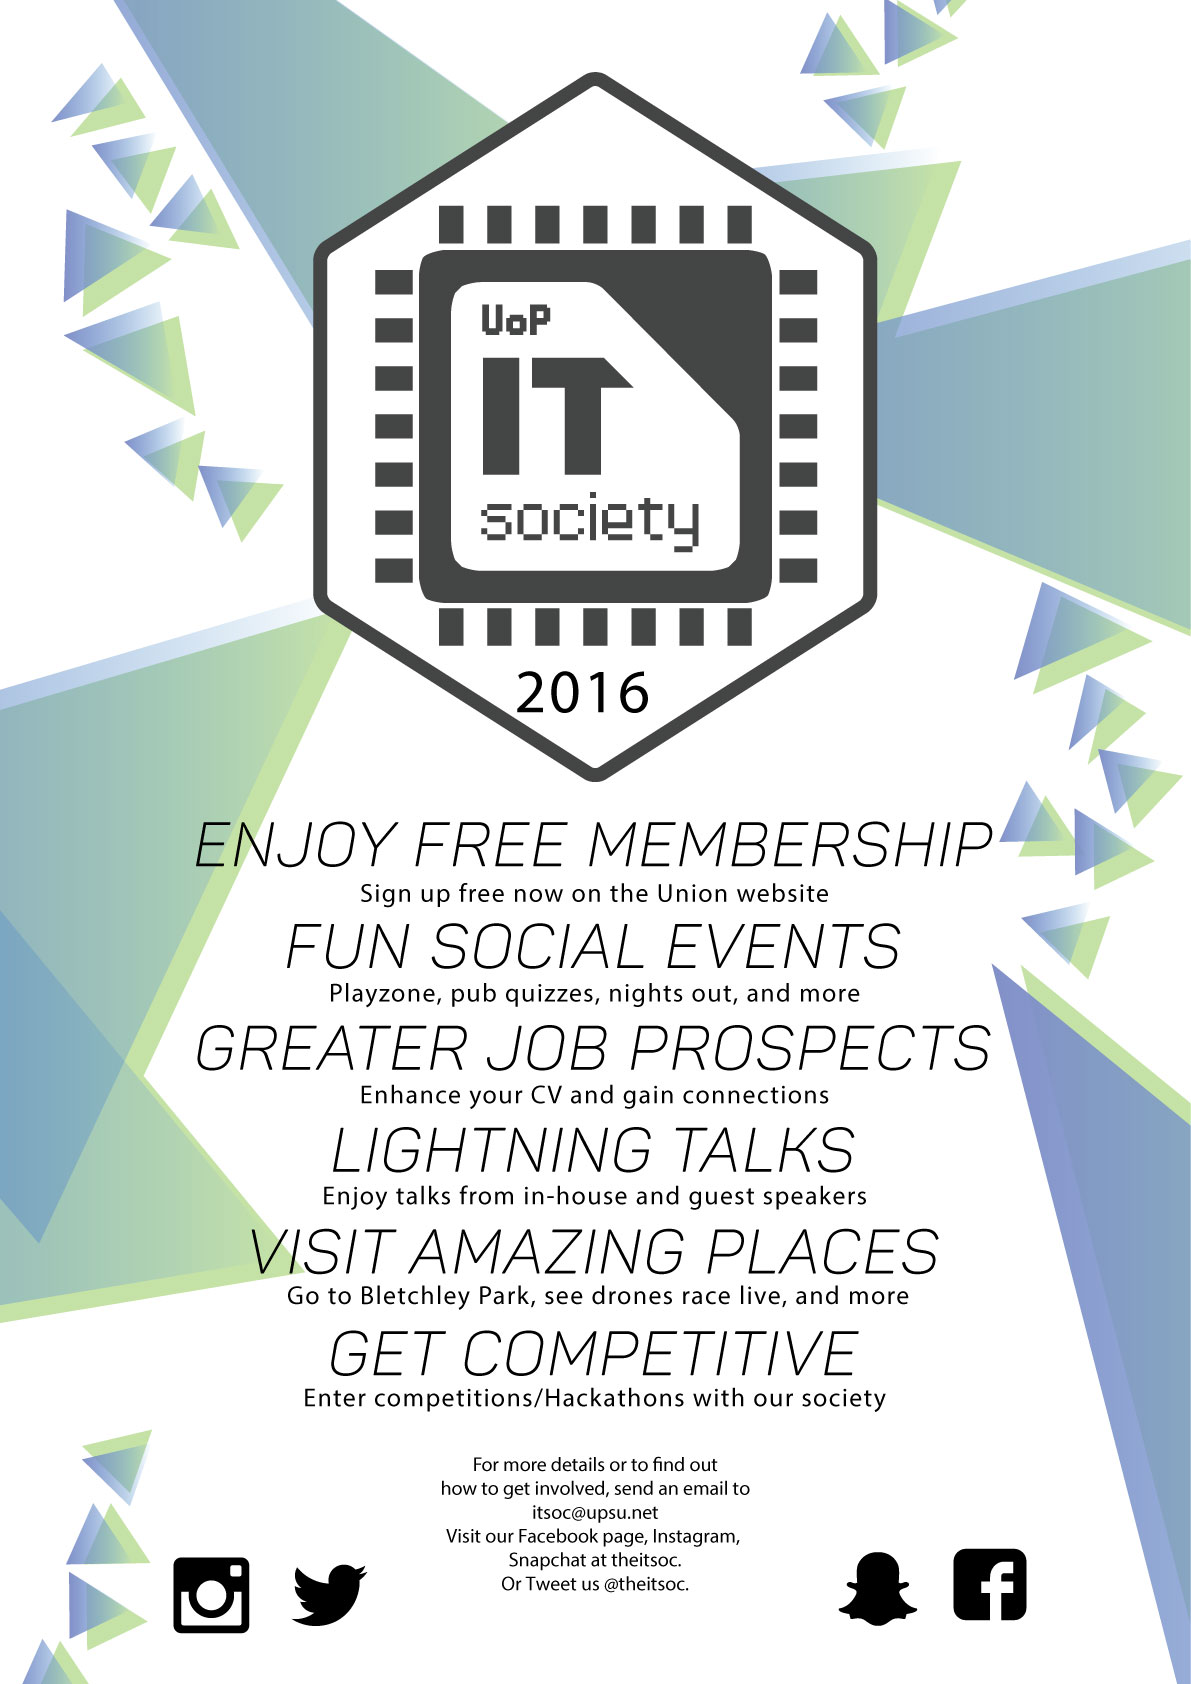 UoP
IT
society
2016
ENJOY FREE MEMBERSHIP
Sign up free now on the Union website
FUN SOCIAL EVENTS
Playzone, pub quizzes, nights out, and more
GREATER JOB PROSPECTS
Enhance your CV and gain connections
LIGHTNING TALKS
Enjoy talks from in-house and guest speakers
VISIT AMAZING PLACES
Go to Bletchley Park, see drones race live, and more
GET COMPETITIVE
Enter competitions/Hackathons with our society
For more details or to find out
how to get involved, send an email to
itsoc@upsu.net
Visit our Facebook page, Instagram,
Snapchat at theitsoc.
Or Tweet us @theitsoc.